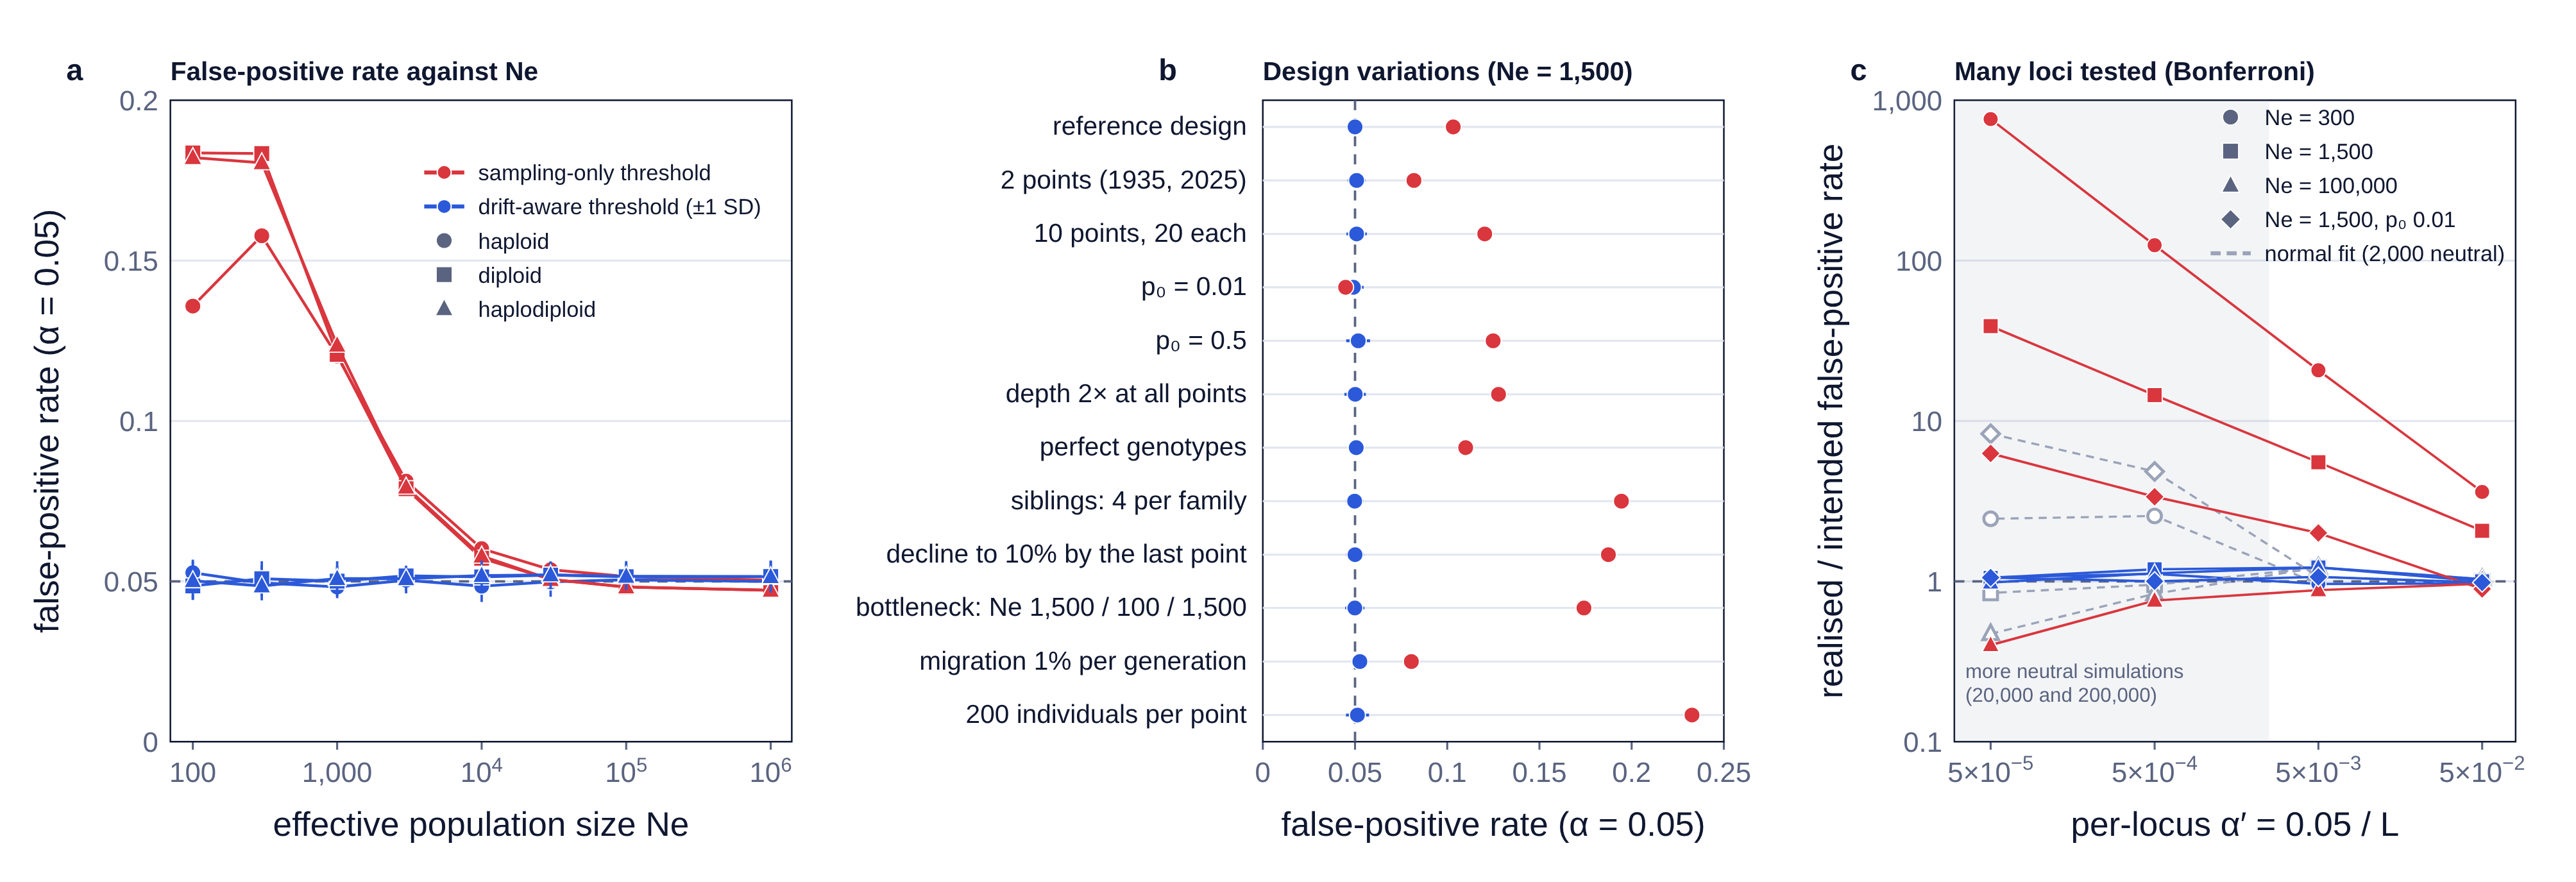 a
False-positive rate against Ne
false-positive rate (α = 0.05)
0.2
0.15
0.1
0.05
0
sampling-only threshold
drift-aware threshold (±1 SD)
haploid
diploid
haplodiploid
100
1,000
10⁴
10⁵
10⁶
effective population size Ne
b
Design variations (Ne = 1,500)
reference design
2 points (1935, 2025)
10 points, 20 each
p₀ = 0.01
p₀ = 0.5
depth 2× at all points
perfect genotypes
siblings: 4 per family
decline to 10% by the last point
bottleneck: Ne 1,500 / 100 / 1,500
migration 1% per generation
200 individuals per point
0
0.05
0.1
0.15
0.2
0.25
false-positive rate (α = 0.05)
c
Many loci tested (Bonferroni)
realised / intended false-positive rate
1,000
100
10
1
0.1
Ne = 300
Ne = 1,500
Ne = 100,000
Ne = 1,500, p₀ 0.01
normal fit (2,000 neutral)
more neutral simulations
(20,000 and 200,000)
5×10⁻⁵
5×10⁻⁴
5×10⁻³
5×10⁻²
per-locus α′ = 0.05 / L